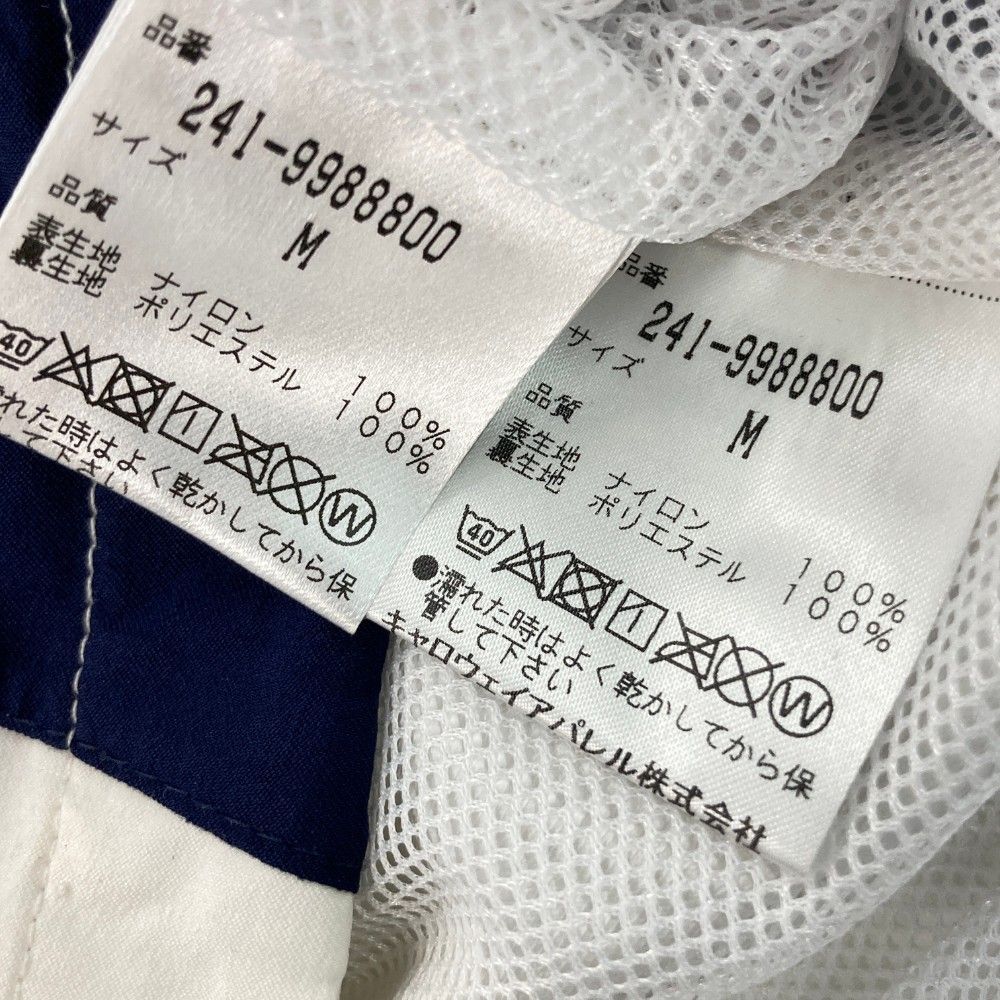 品番
241-9988800
サイズ
M
品質
表生地 ナイロン 100%
裏生地 ポリエステル 100%
40
濡れた時はよく乾かしてから保
して下さい
品番
241-9988800
サイズ
M
品質
表生地 ナイロン 100%
裏生地 ポリエステル 100%
40
W
●濡れた時はよく乾かしてから保
管して下さい
キャロウェイアパレル株式会社